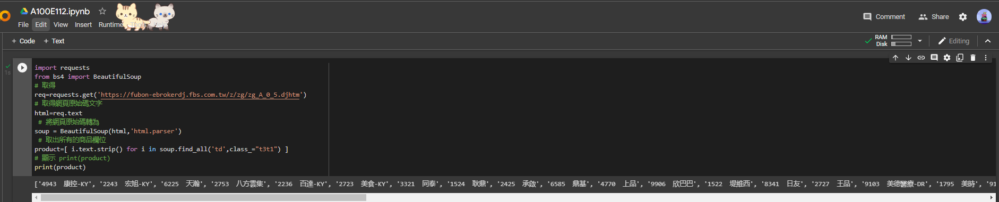 A100E112.ipynb
File Edit View Insert Runtime Tools Help
Comment Share
+ Code + Text
RAM
Disk
Editing
1s
import requests
from bs4 import BeautifulSoup
# 取得
req=requests.get('https://fubon-ebrokerdj.fbs.com.tw/z/zg/zg_A_0_5.djhtm')
# 取得網頁原始碼文字
html=req.text
# 將網頁原始碼轉為
soup = BeautifulSoup(html,'html.parser')
# 取出所有的商品欄位
product=[ i.text.strip() for i in soup.find_all('td',class_="t3t1") ]
# 顯示 print(product)
print(product)
['4943 康控-KY', '2243 宏旭-KY', '6225 天瀚', '2753 八方雲集', '2236 百達-KY', '2723 美食-KY', '3321 同泰', '1524 耿鼎', '2425 承啟', '6585 鼎基', '4770 上品', '9906 欣巴巴', '1522 堤維西', '8341 日友', '2727 王品', '9103 美德醫療-DR', '1795 美時', '91